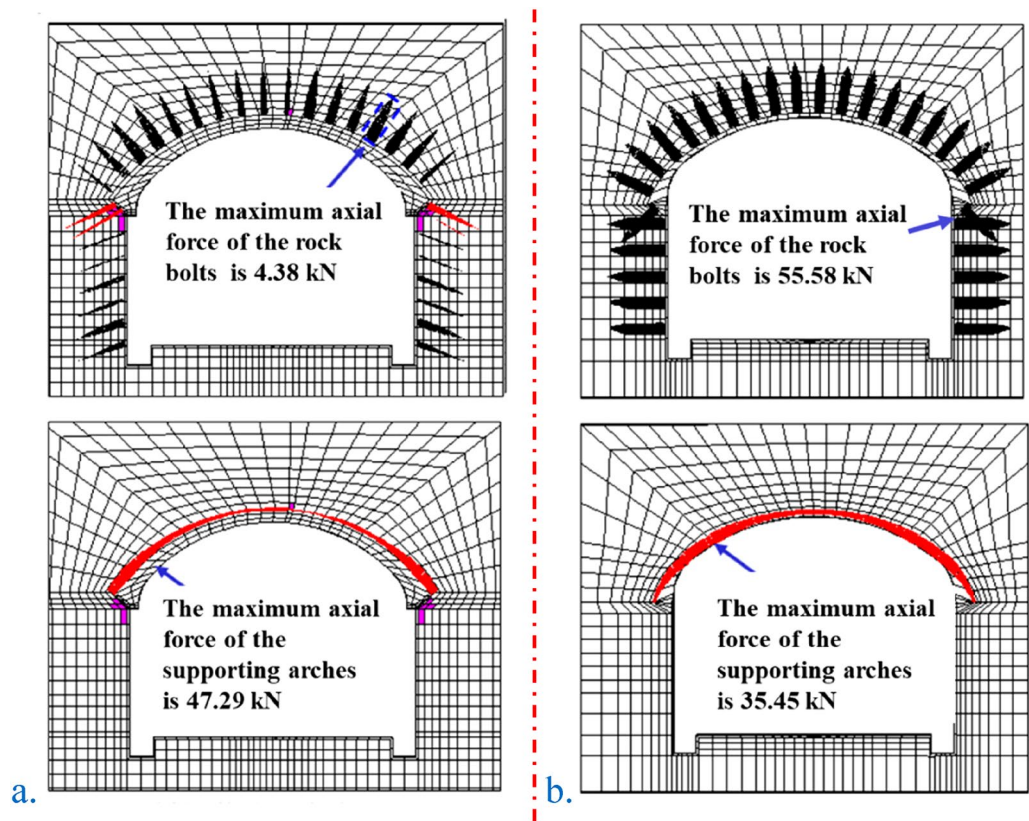 The maximum axial
force of the rock
bolts is 4.38 kN
The maximum axial
force of the rock
bolts is 55.58 kN
The maximum axial
force of the
supporting arches
is 47.29 kN
The maximum axial
force of the
supporting arches
is 35.45 kN
a.
b.